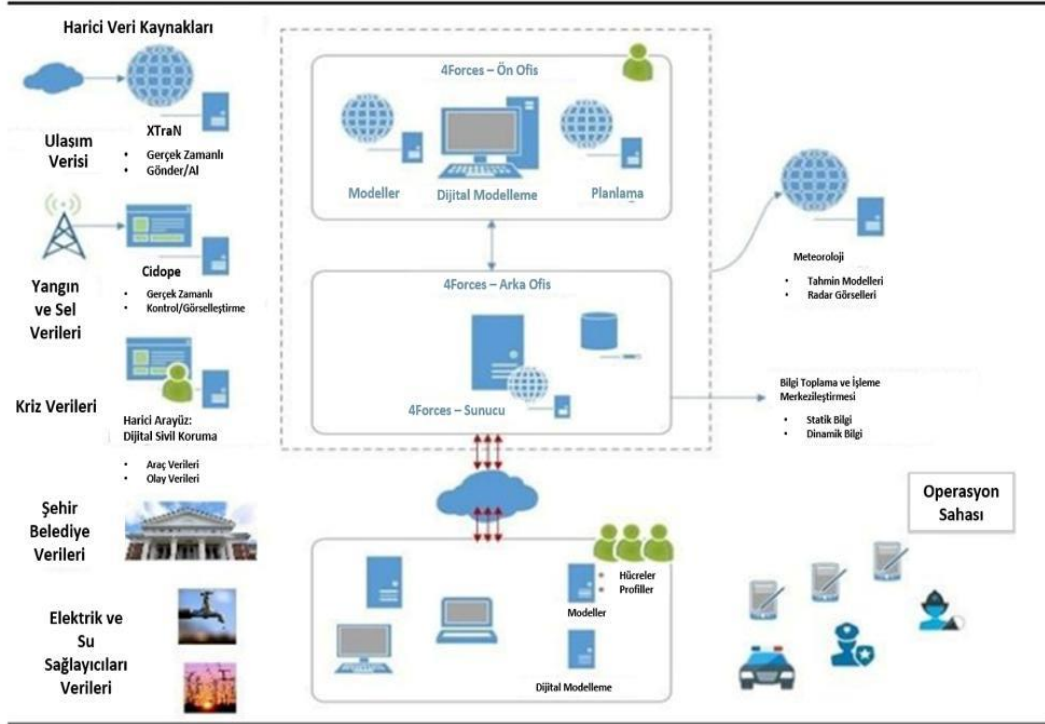 Harici Veri Kaynakları
Ulaşım
Verisi
XTraN
• Gerçek Zamanlı
• Gönder/Al
Yangın
ve Sel
Verileri
Cidope
• Gerçek Zamanlı
• Kontrol/Görselleştirme
Kriz Verileri
Harici Arayüz:
Dijital Sivil Koruma
• Araç Verileri
• Olay Verileri
Şehir
Belediye
Verileri
Elektrik ve
Su
Sağlayıcıları
Verileri
4Forces – Ön Ofis
Modeller
Dijital Modelleme
Planlama
4Forces – Arka Ofis
4Forces – Sunucu
• Hücreler
• Profiller
Modeller
Dijital Modelleme
Meteoroloji
• Tahmin Modelleri
• Radar Görselleri
Bilgi Toplama ve İşleme
Merkezileştirmesi
• Statik Bilgi
• Dinamik Bilgi
Operasyon
Sahası